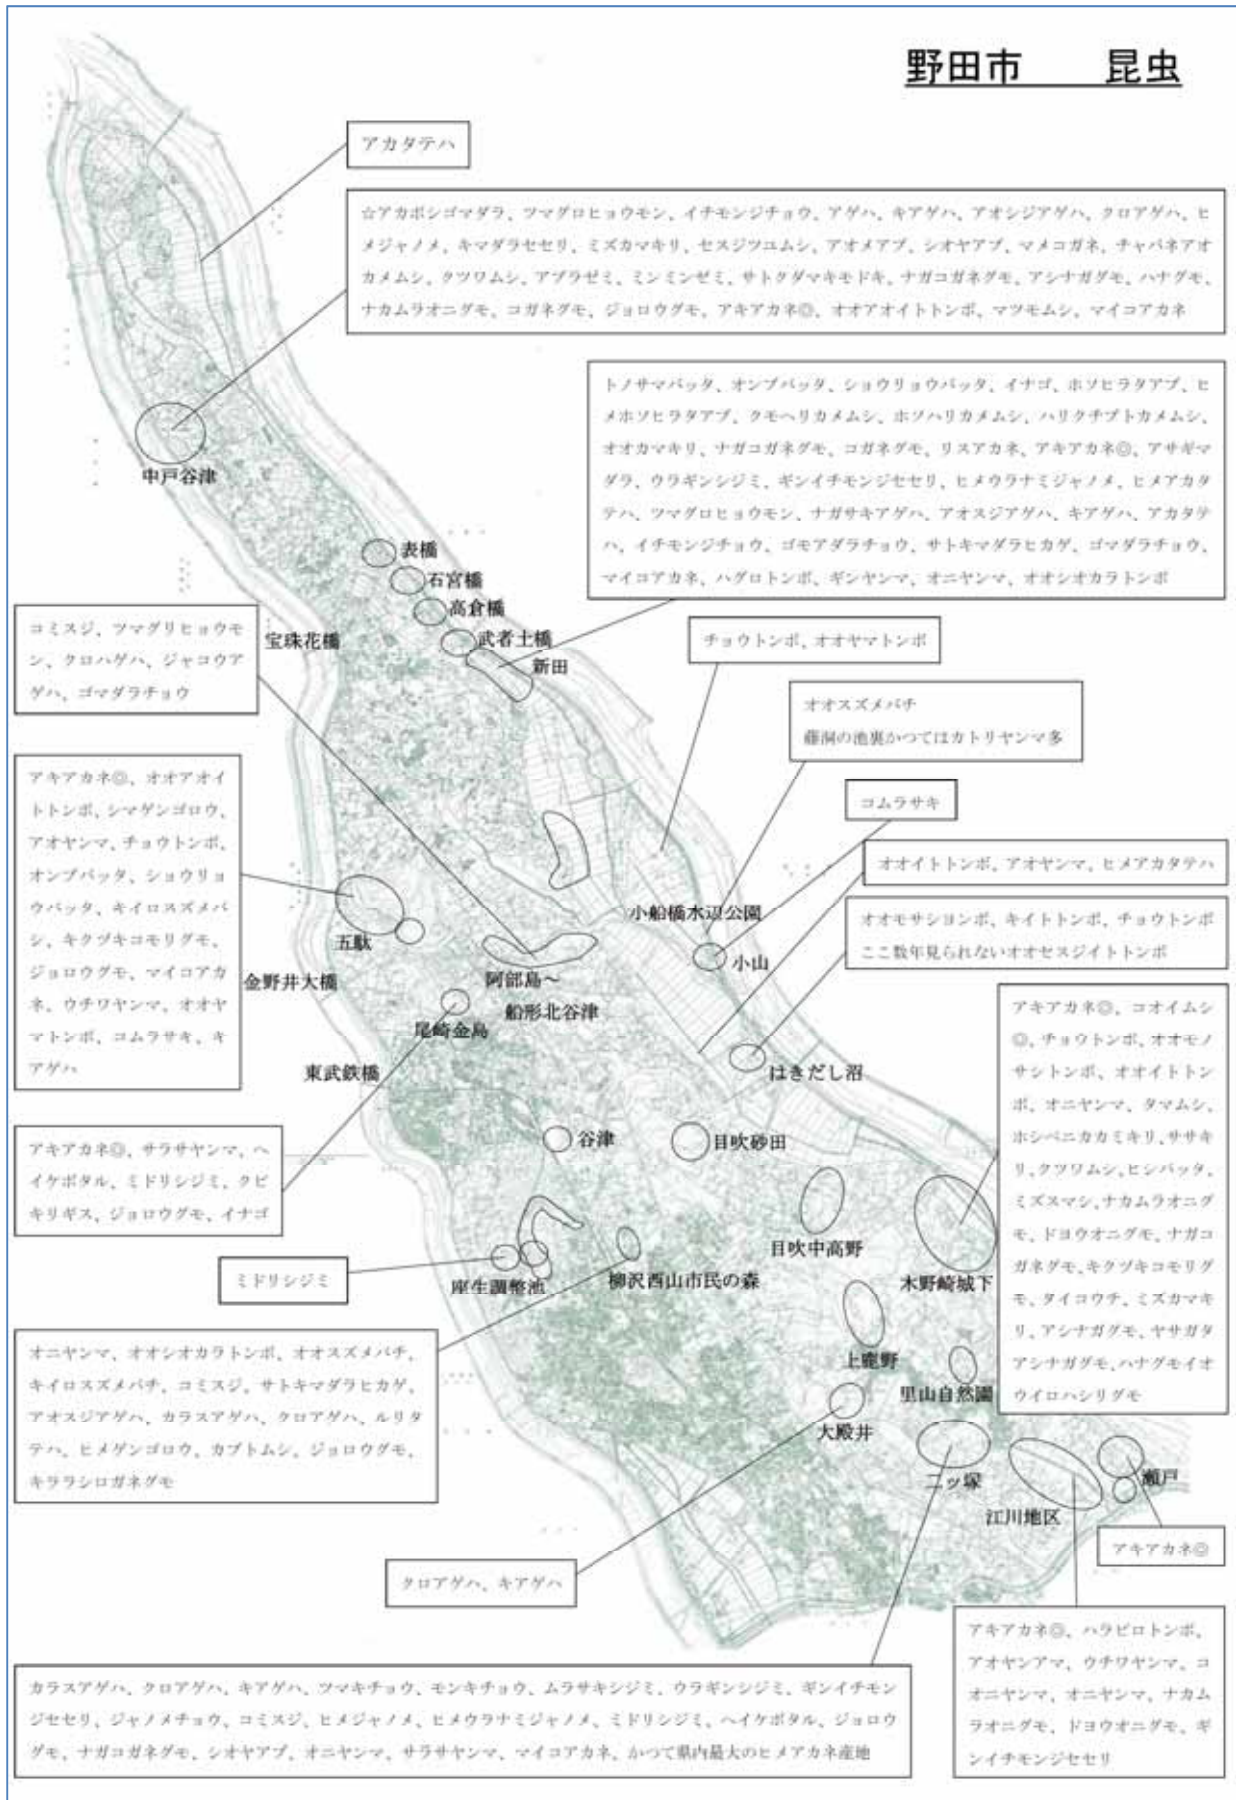 野田市　昆虫
アカタテハ
☆アカボシゴマダラ、ツマグロヒョウモン、イチモンジチョウ、アゲハ、キアゲハ、アオシジアゲハ、クロアゲハ、ヒ
メジャノメ、キマダラセセリ、ミズカマキリ、セスジツユムシ、アオメアブ、シオヤアブ、マメコガネ、チャバネアオ
カメムシ、クツワムシ、アブラゼミ、ミンミンゼミ、サトクダマキモドキ、ナガコガネグモ、アシナガグモ、ハナグモ、
ナカムラオニグモ、コガネグモ、ジョロウグモ、アキアカネ◎、オオアオイトトンボ、マツモムシ、マイコアカネ
トノサマバッタ、オンブバッタ、ショウリョウバッタ、イナゴ、ホソヒラタアブ、ヒ
メホソヒラタアブ、クモヘリカメムシ、ホソハリカメムシ、ハリクチブトカメムシ、
オオカマキリ、ナガコガネグモ、コガネグモ、リスアカネ、アキアカネ◎、アサギマ
ダラ、ウラギンシジミ、ギンイチモンジセセリ、ヒメウラナミジャノメ、ヒメアカタ
テハ、ツマグロヒョウモン、ナガサキアゲハ、アオスジアゲハ、キアゲハ、アカタテ
ハ、イチモンジチョウ、ゴモアダラチョウ、サトキマダラヒカゲ、ゴマダラチョウ、
マイコアカネ、ハグロトンボ、ギンヤンマ、オニヤンマ、オオシオカラトンボ
中戸谷津
表橋
石宮橋
高倉橋
武者土橋
新田
宝珠花橋
コミスジ、ツマグリヒョウモ
ン、クロハゲハ、ジャコウア
ゲハ、ゴマダラチョウ
チョウトンボ、オオヤマトンボ
オオスズメバチ
藤洞の池裏かつてはカトリヤンマ多
コムラサキ
オオイトトンボ、アオヤンマ、ヒメアカタテハ
オオモサシヨンボ、キイトトンボ、チョウトンボ
ここ数年見られないオオセスジイトトンボ
アキアカネ◎、オオアオイ
トトンボ、シマゲンゴロウ、
アオヤンマ、チョウトンボ、
オンブバッタ、ショウリョ
ウバッタ、キイロスズメバ
シ、キクヅキコモリグモ、
ジョロウグモ、マイコアカ
ネ、ウチワヤンマ、オオヤ
マトンボ、コムラサキ、キ
アゲハ
小船橋水辺公園
五駄
小山
金野井大橋
阿部島～
船形北谷津
尾崎金島
東武鉄橋
はきだし沼
アキアカネ◎、コオイムシ
◎、チョウトンボ、オオモノ
サシトンボ、オオイトトン
ボ、オニヤンマ、タマムシ、
ホシベニカカミキリ、ササキ
リ、クツワムシ、ヒシバッタ、
ミズスマシ、ナカムラオニグ
モ、ドヨウオニグモ、ナガコ
ガネグモ、キクヅキコモリグ
モ、タイコウチ、ミズカマキ
リ、アシナガグモ、ヤサガタ
アシナガグモ、ハナグモイオ
ウイロハシリグモ
谷津
目吹砂田
アキアカネ◎、サラサヤンマ、ヘ
イケボタル、ミドリシジミ、クビ
キリギス、ジョロウグモ、イナゴ
ミドリシジミ
座生調整池
柳沢西山市民の森
目吹中高野
木野崎城下
オニヤンマ、オオシオカラトンボ、オオスズメバチ、
キイロスズメバチ、コミスジ、サトキマダラヒカゲ、
アオスジアゲハ、カラスアゲハ、クロアゲハ、ルリタ
テハ、ヒメゲンゴロウ、カブトムシ、ジョロウグモ、
キララシロガネグモ
上鹿野
里山自然園
大殿井
二ッ塚
江川地区
瀬戸
アキアカネ◎
クロアゲハ、キアゲハ
アキアカネ◎、ハラビロトンボ、
アオヤンアマ、ウチワヤンマ、コ
オニヤンマ、オニヤンマ、ナカム
ラオニグモ、ドヨウオニグモ、ギ
ンイチモンジセセリ
カラスアゲハ、クロアゲハ、キアゲハ、ツマキチョウ、モンキチョウ、ムラサキシジミ、ウラギンシジミ、ギンイチモン
ジセセリ、ジャノメチョウ、コミスジ、ヒメジャノメ、ヒメウラナミジャノメ、ミドリシジミ、ヘイケボタル、ジョロウ
グモ、ナガコガネグモ、シオヤアブ、オニヤンマ、サラサヤンマ、マイコアカネ、かつて県内最大のヒメアカネ産地